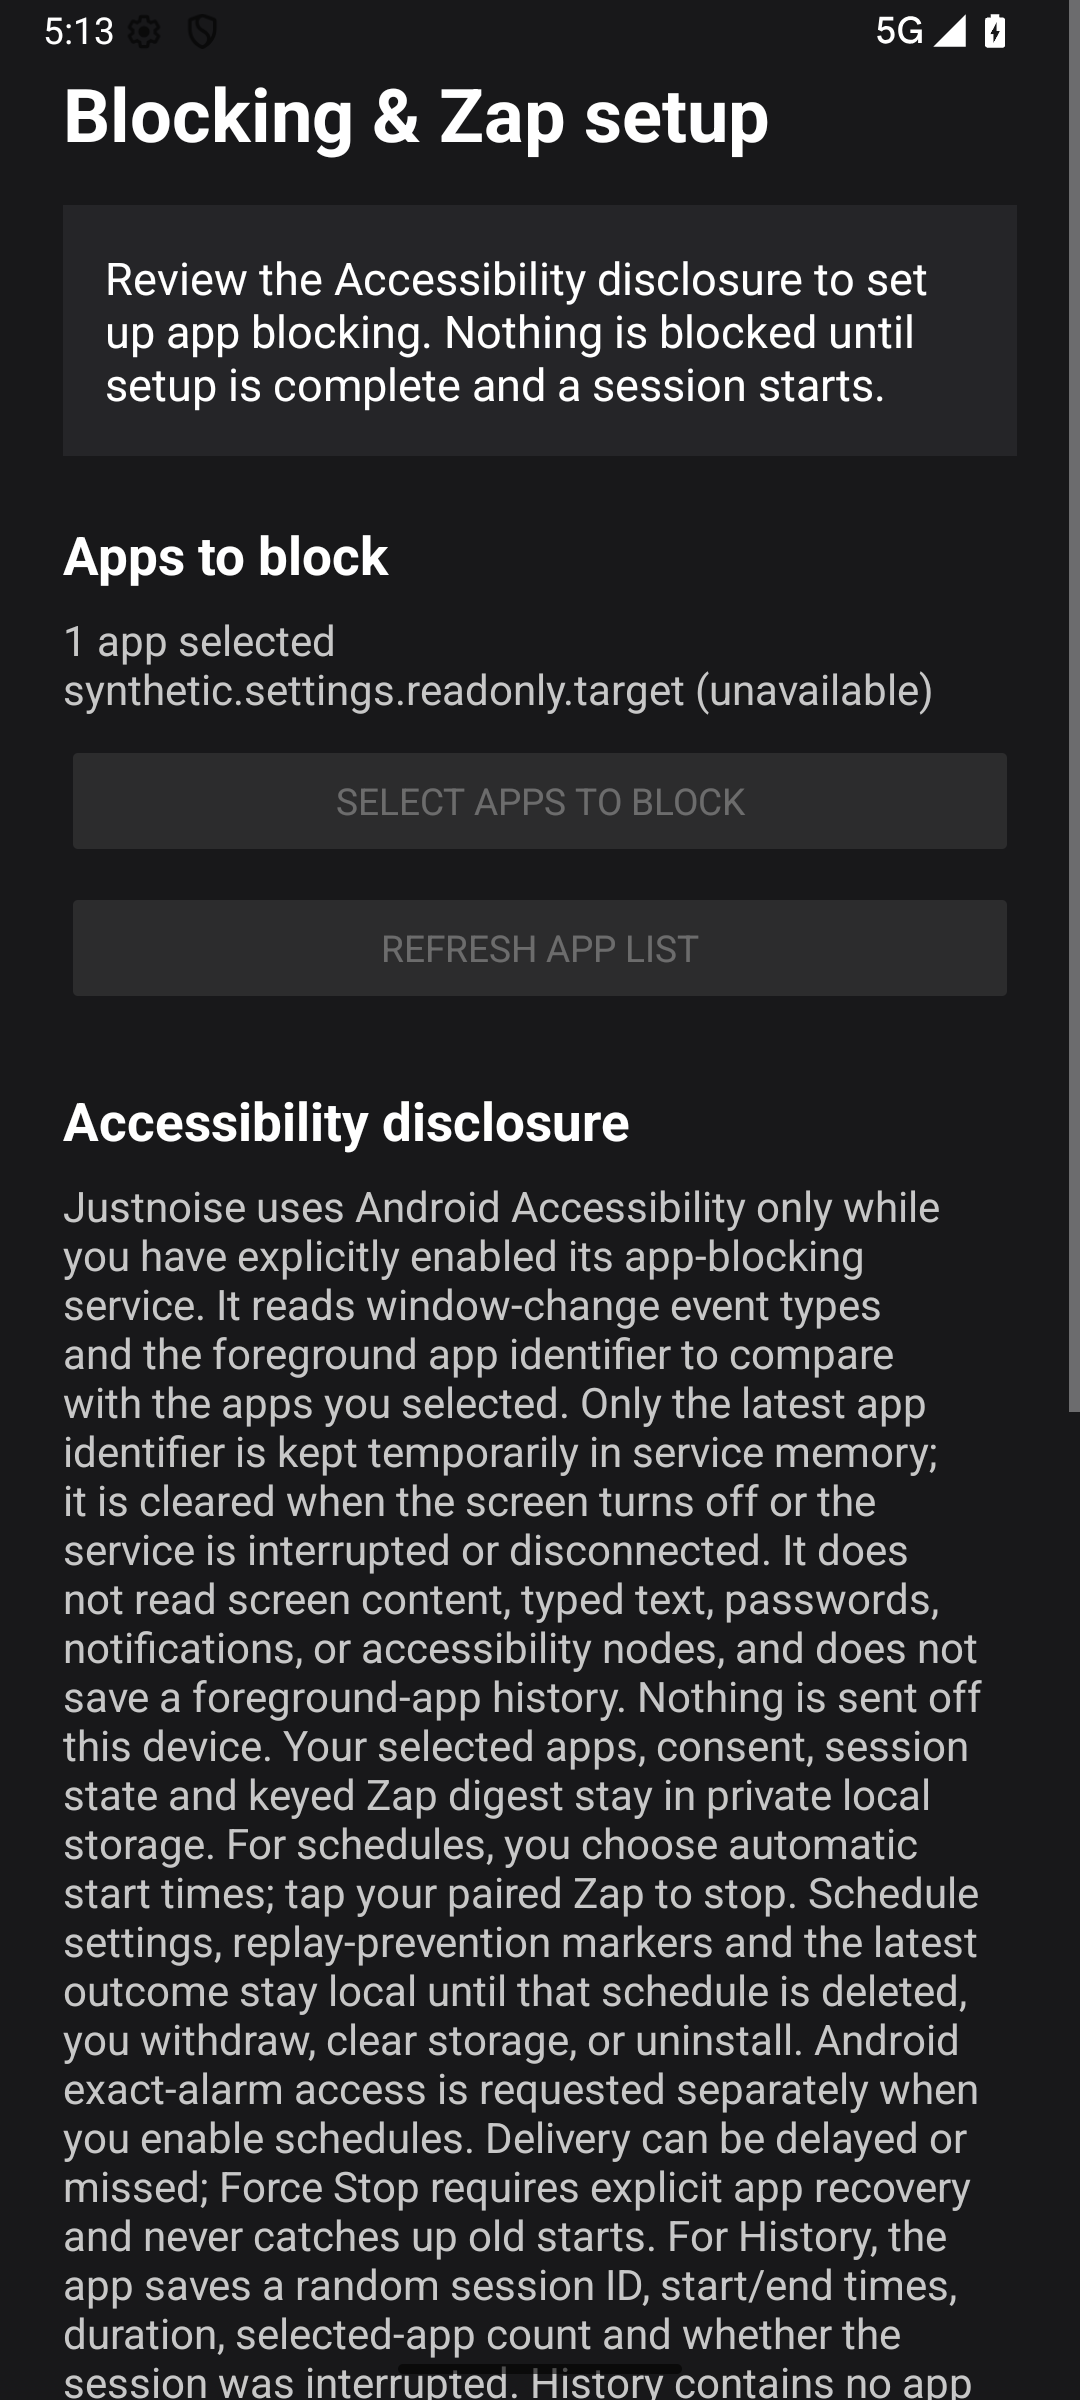 5:13
5G
Blocking & Zap setup
Review the Accessibility disclosure to set
up app blocking. Nothing is blocked until
setup is complete and a session starts.
Apps to block
1 app selected
synthetic.settings.readonly.target (unavailable)
SELECT APPS TO BLOCK
REFRESH APP LIST
Accessibility disclosure
Justnoise uses Android Accessibility only while
you have explicitly enabled its app-blocking
service. It reads window-change event types
and the foreground app identifier to compare
with the apps you selected. Only the latest app
identifier is kept temporarily in service memory;
it is cleared when the screen turns off or the
service is interrupted or disconnected. It does
not read screen content, typed text, passwords,
notifications, or accessibility nodes, and does not
save a foreground-app history. Nothing is sent off
this device. Your selected apps, consent, session
state and keyed Zap digest stay in private local
storage. For schedules, you choose automatic
start times; tap your paired Zap to stop. Schedule
settings, replay-prevention markers and the latest
outcome stay local until that schedule is deleted,
you withdraw, clear storage, or uninstall. Android
exact-alarm access is requested separately when
you enable schedules. Delivery can be delayed or
missed; Force Stop requires explicit app recovery
and never catches up old starts. For History, the
app saves a random session ID, start/end times,
duration, selected-app count and whether the
session was interrupted. History contains no app